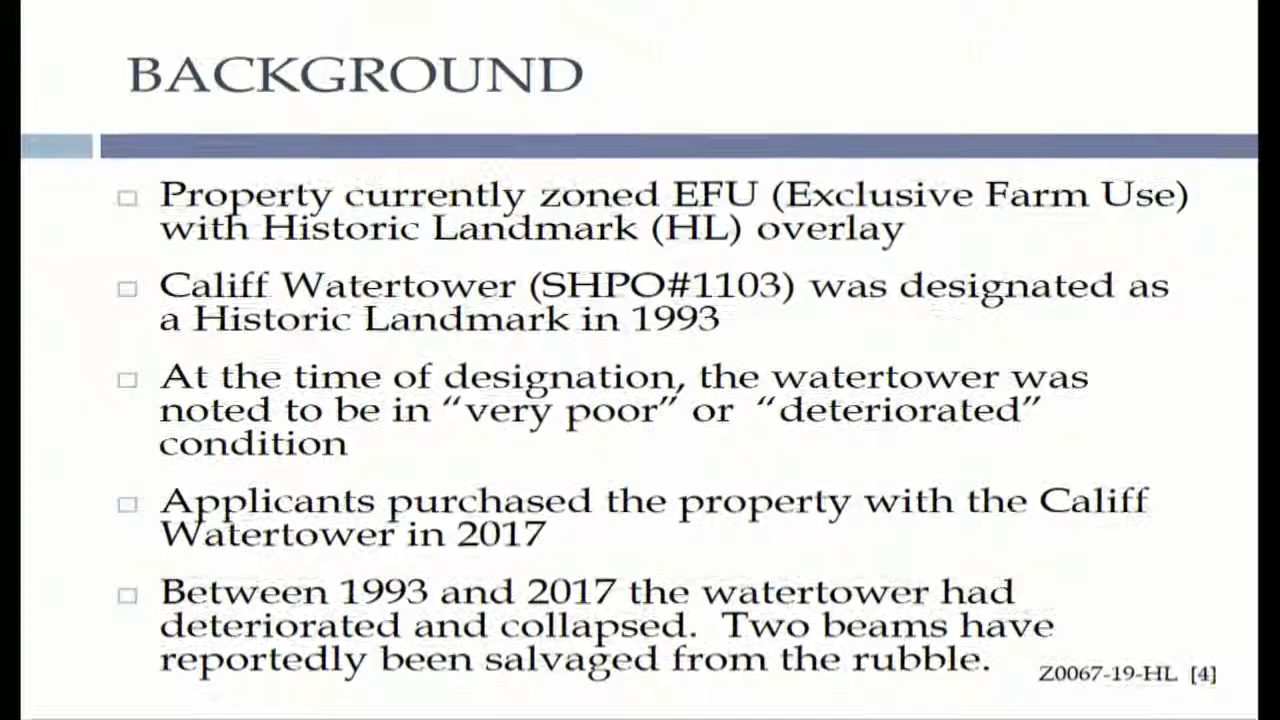 BACKGROUND
Property currently zoned EFU (Exclusive Farm Use)
with Historic Landmark (HL) overlay
Califf Watertower (SHPO#1103) was designated as
a Historic Landmark in 1993
At the time of designation, the watertower was
noted to be in “very poor” or “deteriorated”
condition
Applicants purchased the property with the Califf
Watertower in 2017
Between 1993 and 2017 the watertower had
deteriorated and collapsed. Two beams have
reportedly been salvaged from the rubble.
Z0067-19-HL [4]